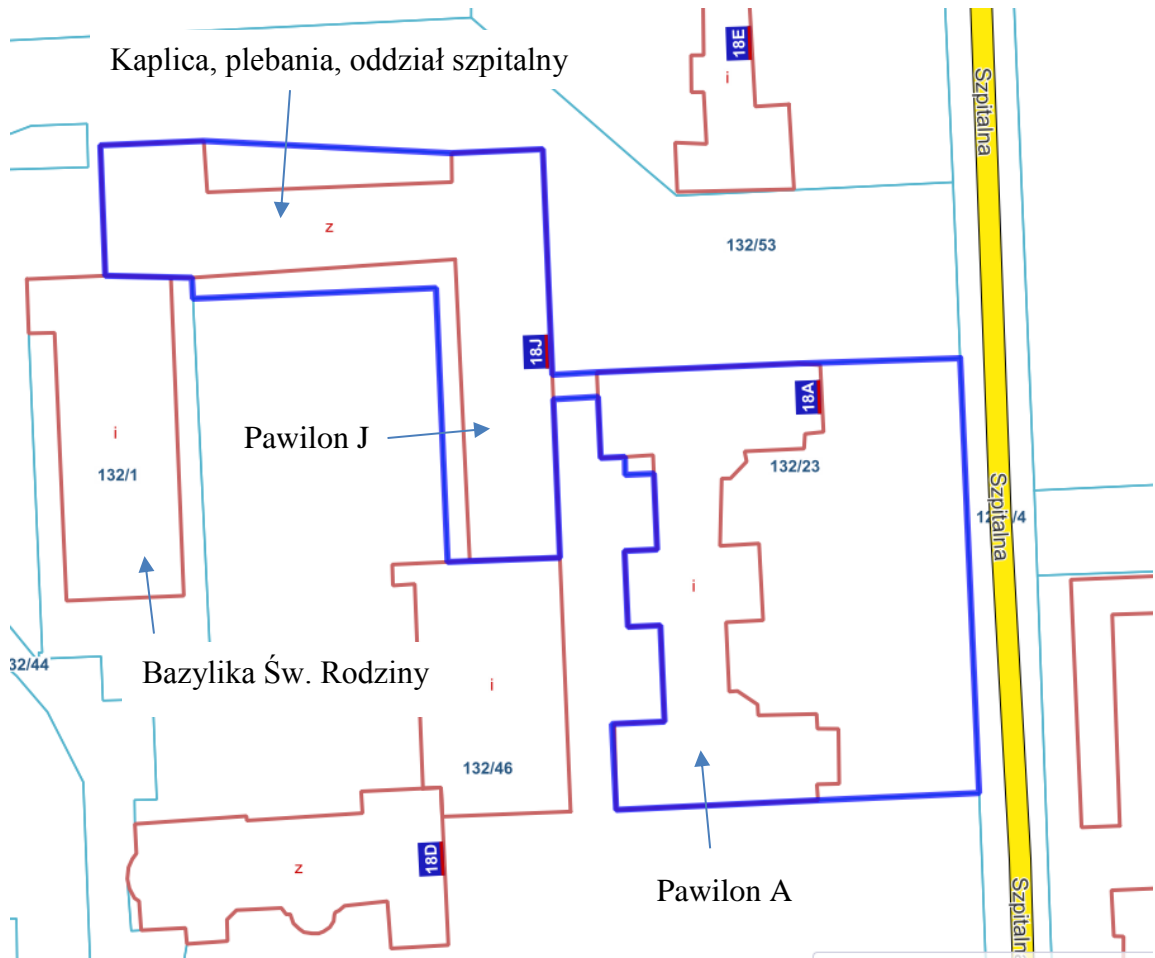 Kaplica, plebania, oddział szpitalny
18E
i
Szpitalna
z
132/53
18J
18A
Pawilon J
i
132/1
132/23
Szpitalna
i
Bazylika Św. Rodziny
32/44
i
132/46
18D
z
Pawilon A
Szpitaln